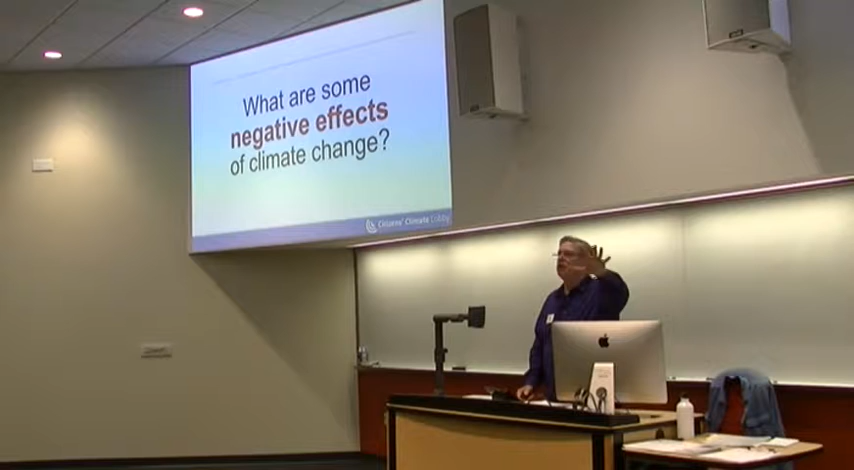 What are some
negative effects
of climate change?
Citizens' Climate Lobby